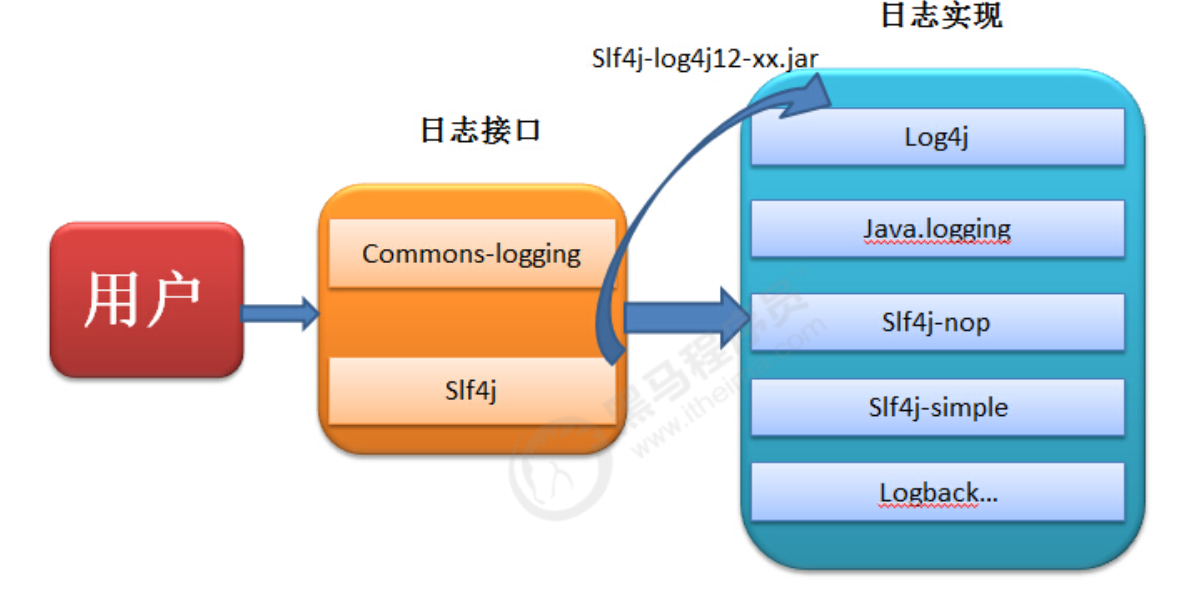 日志实现
Slf4j-log4j12-xx.jar
日志接口
Log4j
Commons-logging
Java.logging
用户
Slf4j-nop
Slf4j
Slf4j-simple
Logback...
黑马程序员
www.itheima.com